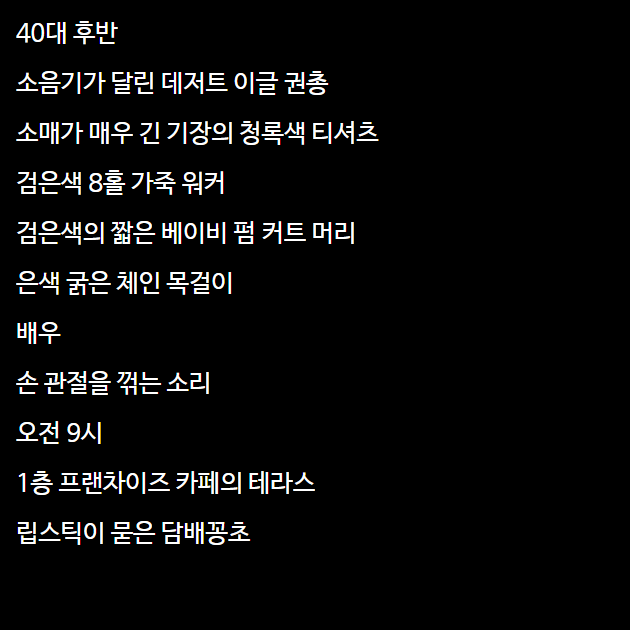 40대 후반
소음기가 달린 데저트 이글 권총
소매가 매우 긴 기장의 청록색 티셔츠
검은색 8홀 가죽 워커
검은색의 짧은 베이비 펌 커트 머리
은색 굵은 체인 목걸이
배우
손 관절을 꺾는 소리
오전 9시
1층 프랜차이즈 카페의 테라스
립스틱이 묻은 담배꽁초